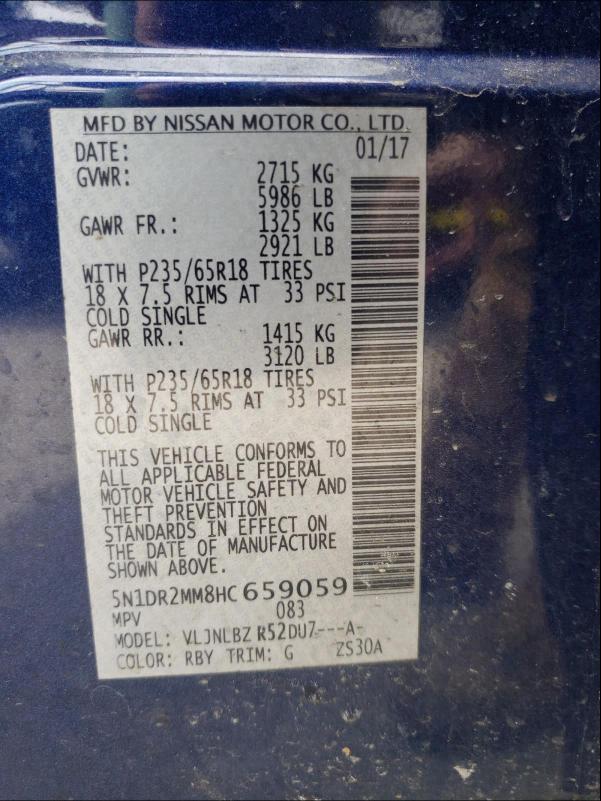 MFD BY NISSAN MOTOR CO., LTD.
DATE: 01/17
GVWR: 2715 KG
5986 LB
GAWR FR.: 1325 KG
2921 LB
WITH P235/65R18 TIRES
18 X 7.5 RIMS AT 33 PSI
COLD SINGLE
GAWR RR.: 1415 KG
3120 LB
WITH P235/65R18 TIRES
18 X 7.5 RIMS AT 33 PSI
COLD SINGLE
THIS VEHICLE CONFORMS TO
ALL APPLICABLE FEDERAL
MOTOR VEHICLE SAFETY AND
THEFT PREVENTION
STANDARDS IN EFFECT ON
THE DATE OF MANUFACTURE
SHOWN ABOVE.
5N1DR2MM8HC 659059
MPV 083
MODEL: VLJNLBZ R52DU7---A-
COLOR: RBY TRIM: G ZS30A